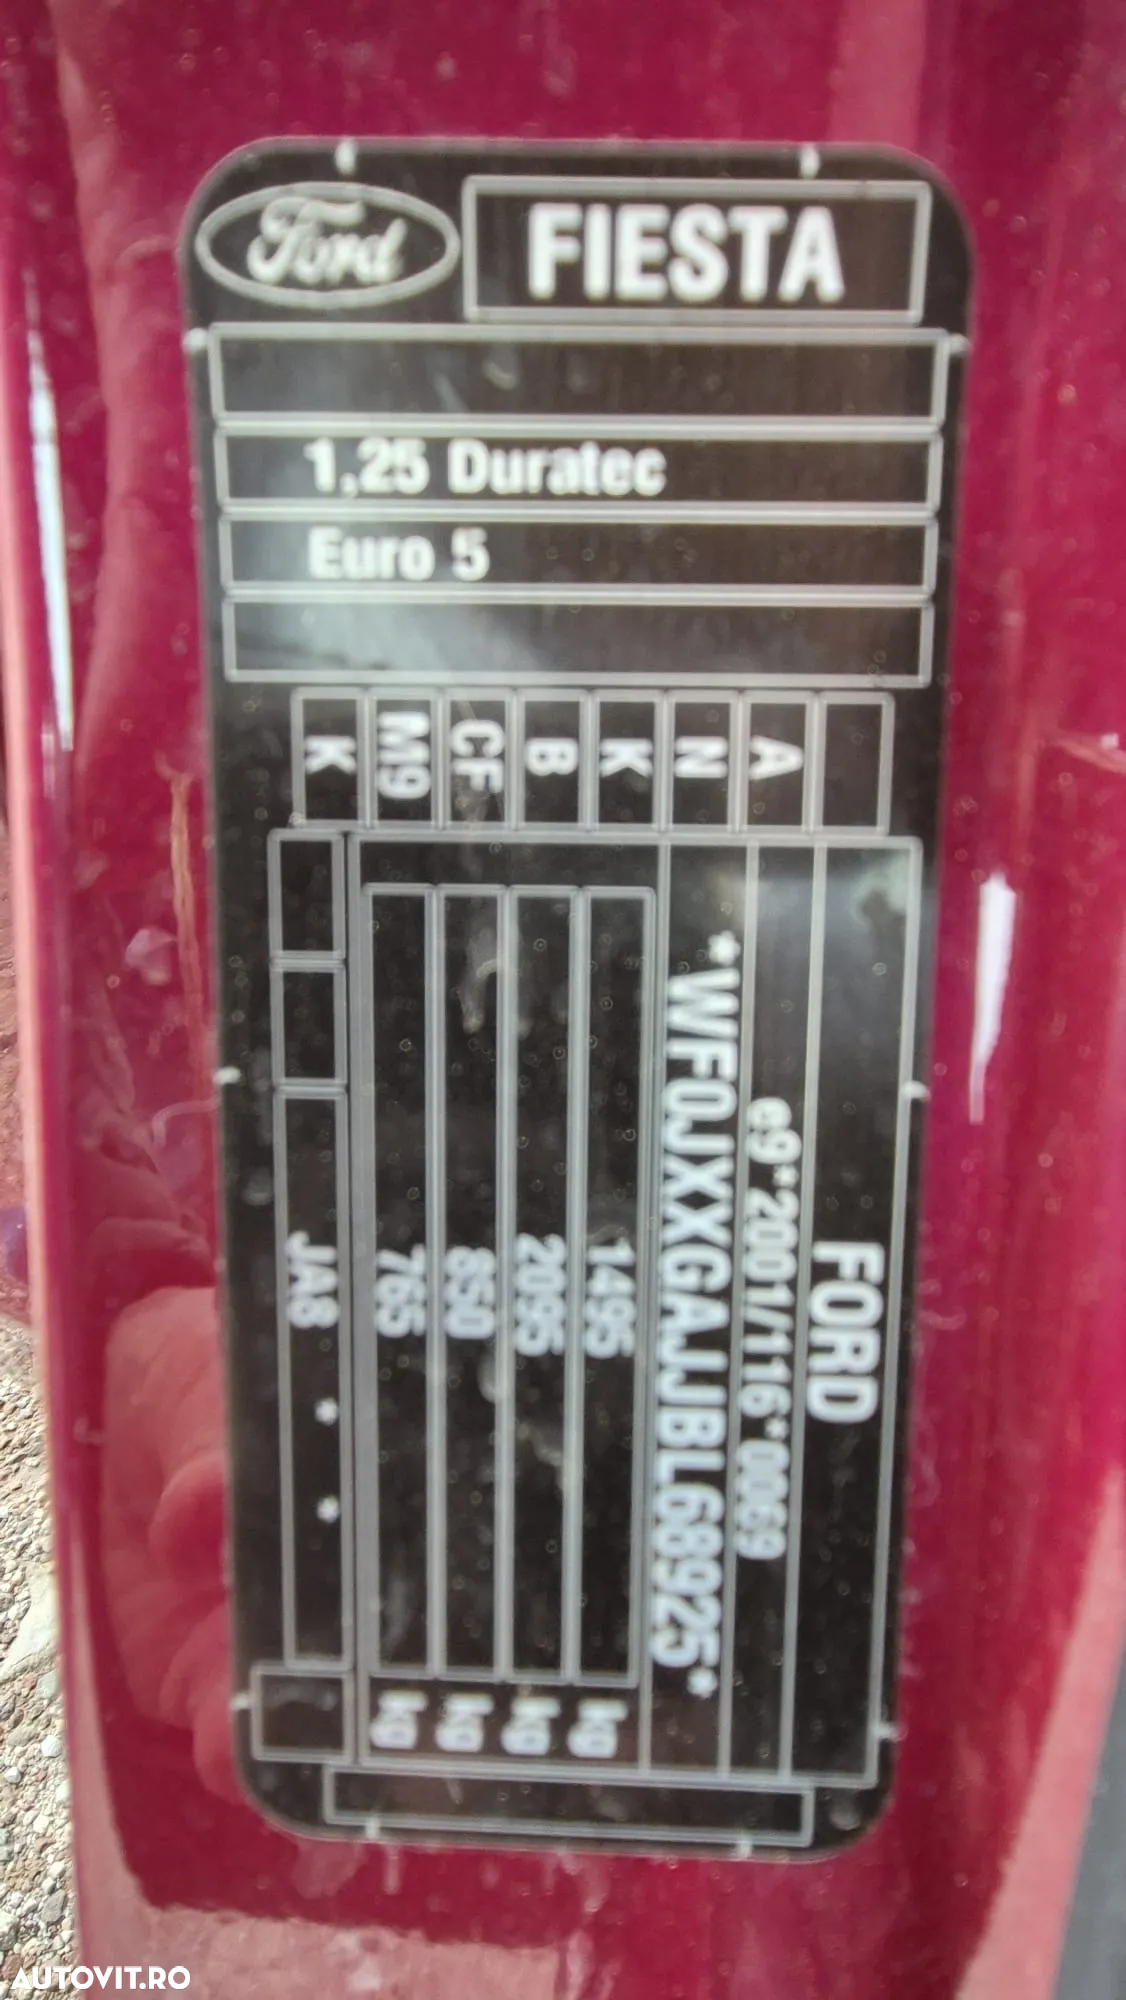 Ford
FIESTA
1,25 Duratec
Euro 5
A
N
K
B
CF
M9
K
FORD
e9*2001/116*0069
*WF0JXXGAJJBL68925*
1495 kg
2095 kg
850 kg
765 kg
JA8 * *
AUTOVIT.RO